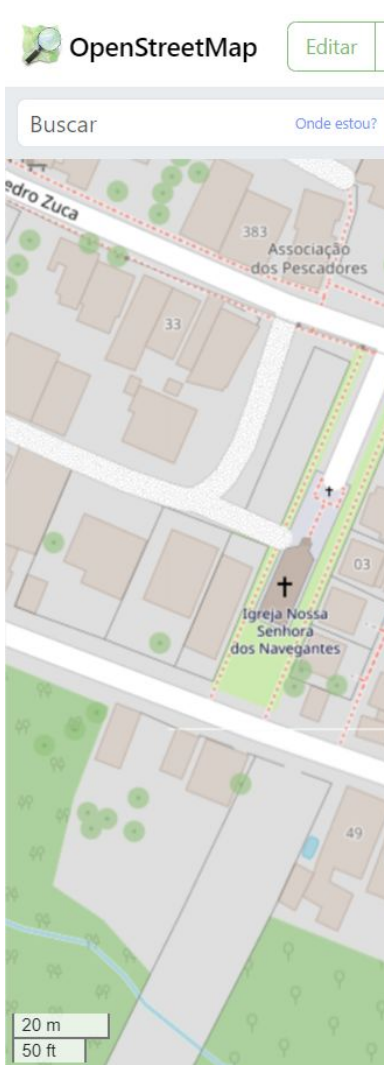 OpenStreetMap
Editar
Buscar
Onde estou?
edro Zuca
383
Associação
dos Pescadores
33
03
Igreja Nossa
Senhora
dos Navegantes
49
20 m
50 ft